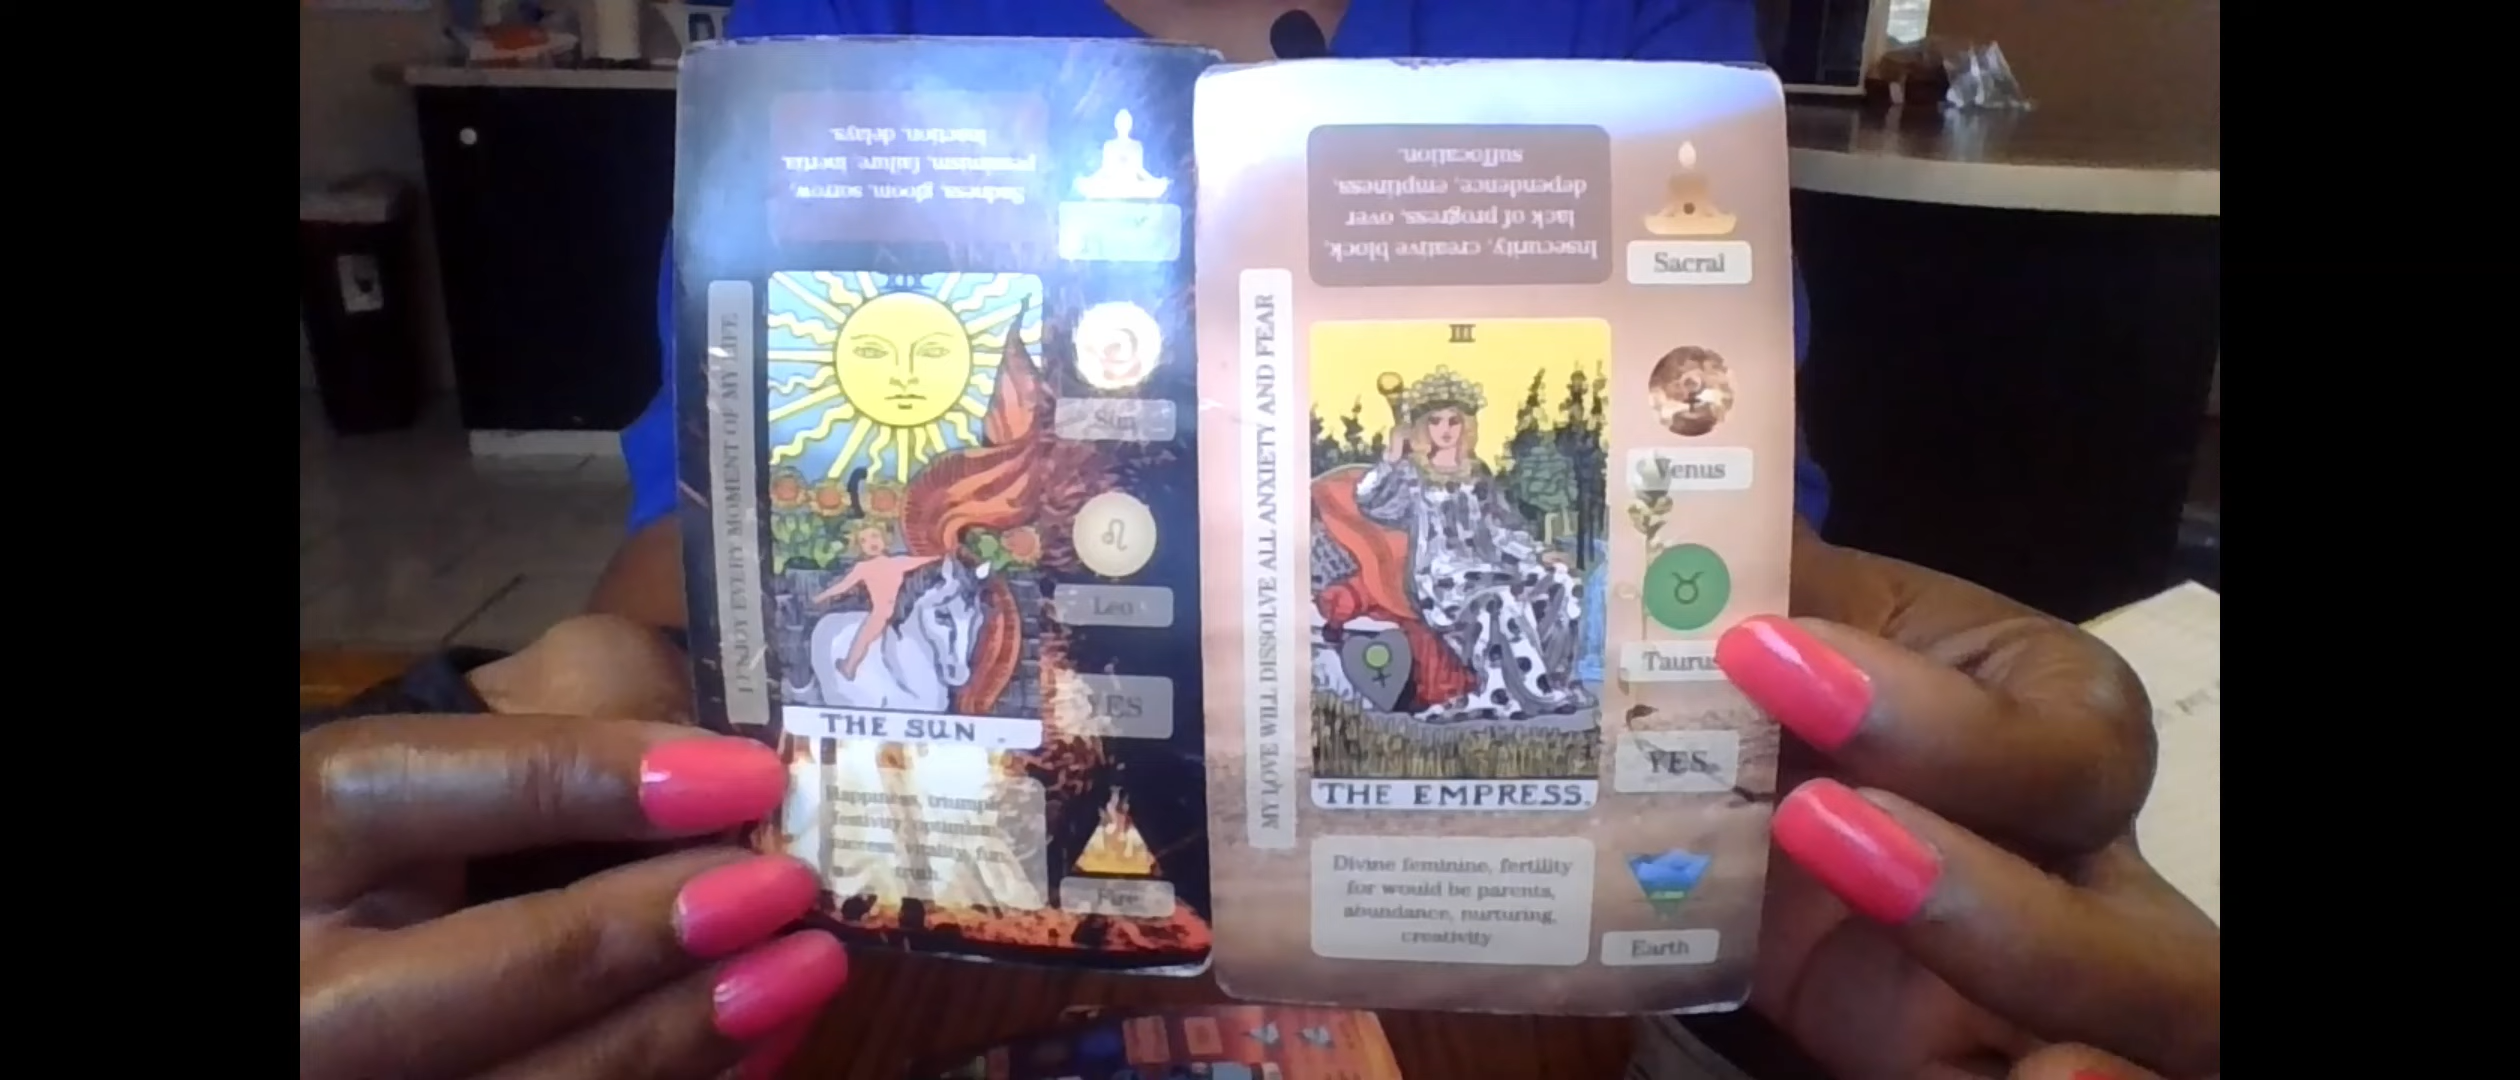 Sadness, gloom, sorrow,
pessimism, failure, inertia,
inaction, delays.
I ENJOY EVERY MOMENT OF MY LIFE
Sun
Leo
YES
THE SUN
Happiness, triumph,
festivity, optimism,
success, vitality, fun,
truth.
Fire
Insecurity, creative block,
lack of progress, over
dependence, emptiness,
suffocation.
Sacral
MY LOVE WILL DISSOLVE ALL ANXIETY AND FEAR
III
Venus
Taurus
YES
THE EMPRESS.
Divine feminine, fertility
for would be parents,
abundance, nurturing,
creativity
Earth